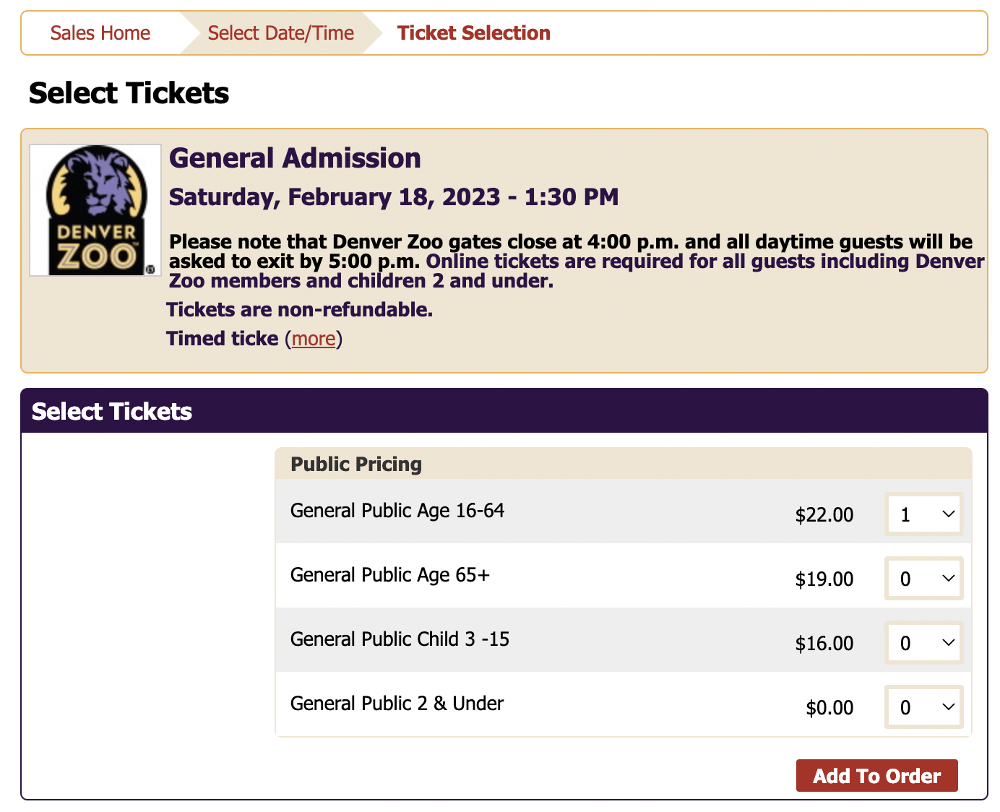 Sales Home Select Date/Time Ticket Selection
Select Tickets
DENVER
ZOO™
®
General Admission
Saturday, February 18, 2023 - 1:30 PM
Please note that Denver Zoo gates close at 4:00 p.m. and all daytime guests will be
asked to exit by 5:00 p.m. Online tickets are required for all guests including Denver
Zoo members and children 2 and under.
Tickets are non-refundable.
Timed ticke (more)
Select Tickets
Public Pricing
General Public Age 16-64 $22.00 1
General Public Age 65+ $19.00 0
General Public Child 3 -15 $16.00 0
General Public 2 & Under $0.00 0
Add To Order